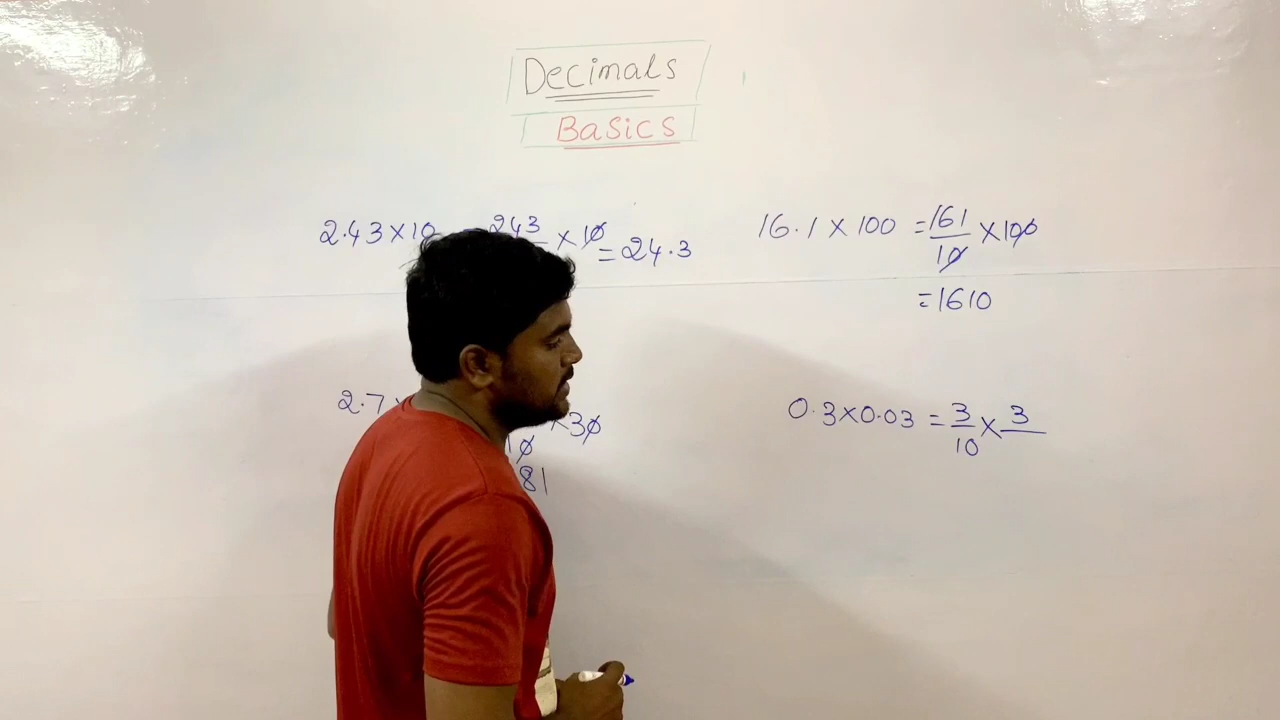 Decimals
Basics
2.43×10 = 243 ×10
= 24.3
16.1×100 = 161/10 ×100
= 1610
2.7× 10 ×30
81
0.3×0.03 = 3/10 × 3